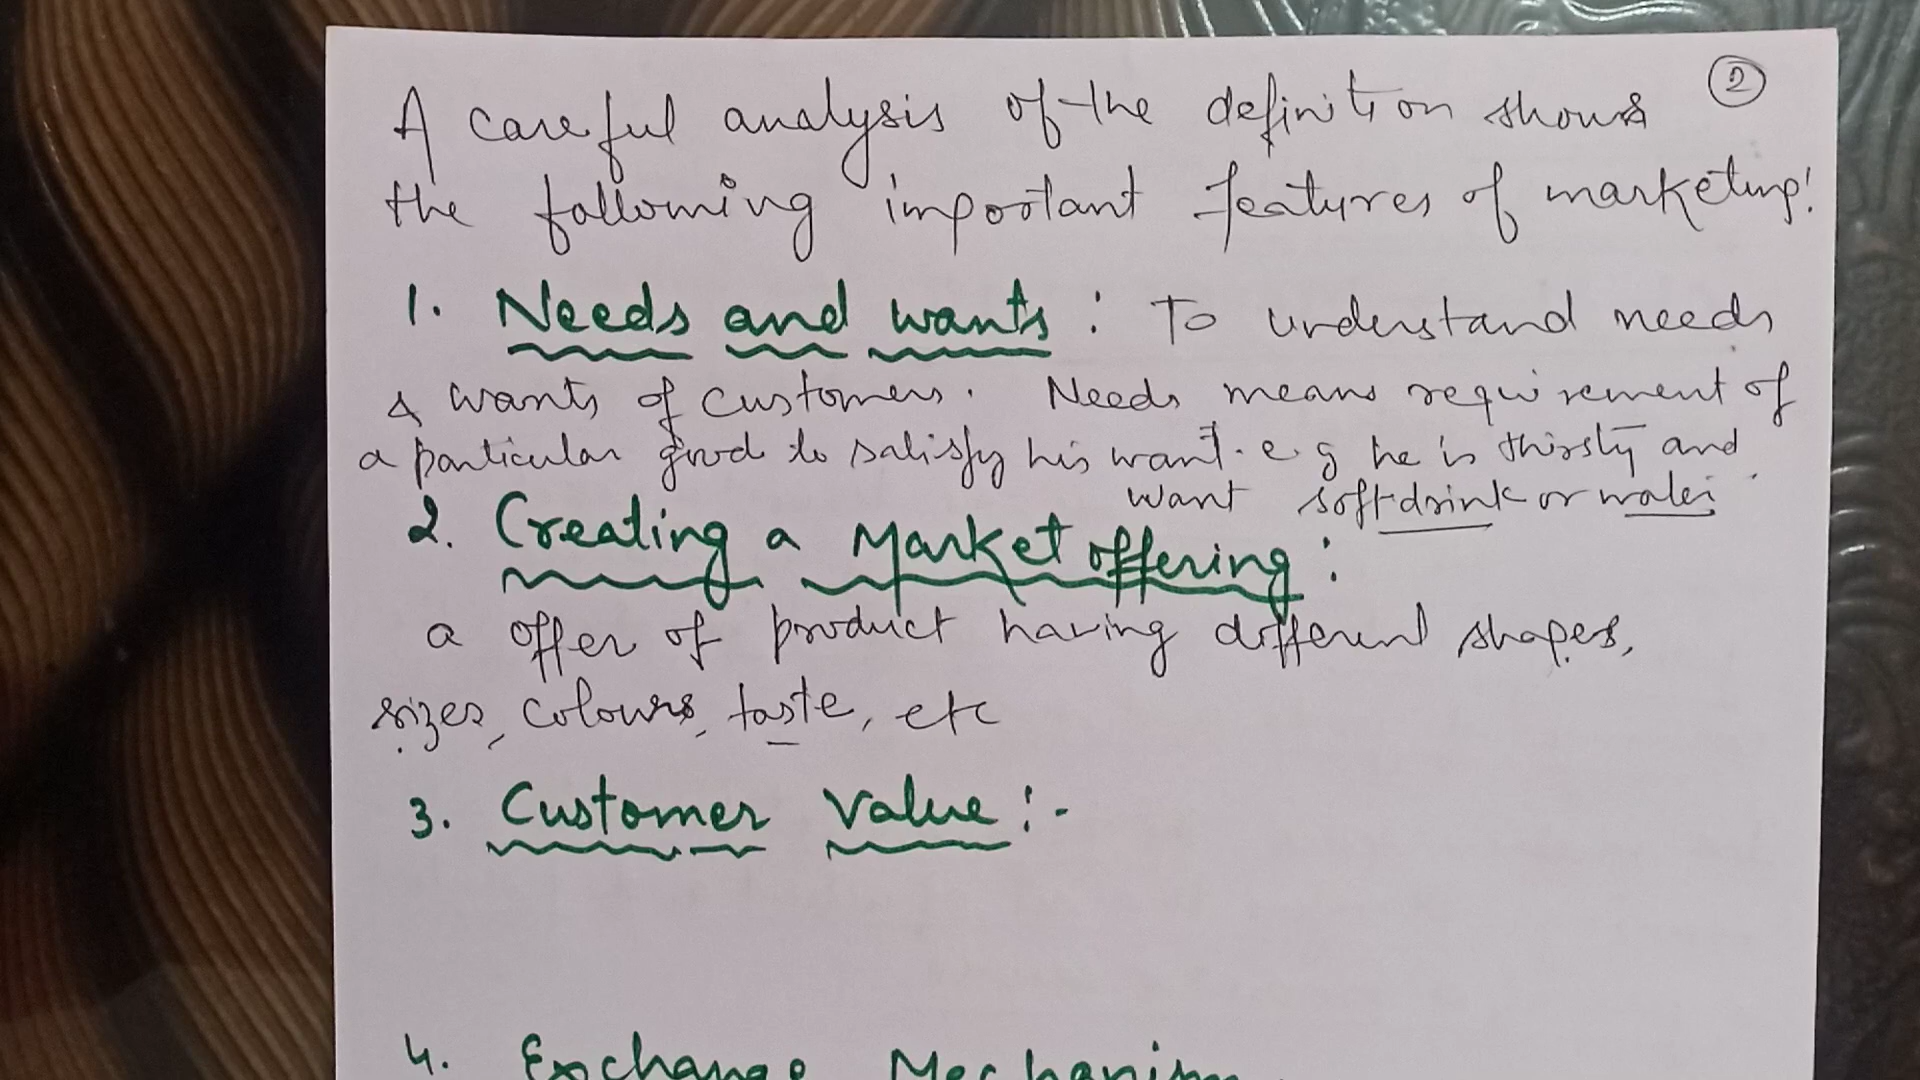 2
A careful analysis of the definition shows
the following important features of marketing:
1. Needs and wants : To understand needs
& wants of customers. Needs means requirement of
a particular good to satisfy his want. e.g he is thirsty and
want soft drink or water
2. Creating a Market offering :
a offer of product having different shapes,
sizes, colours, taste, etc
3. Customer Value :-
4. Exchange Mechanism